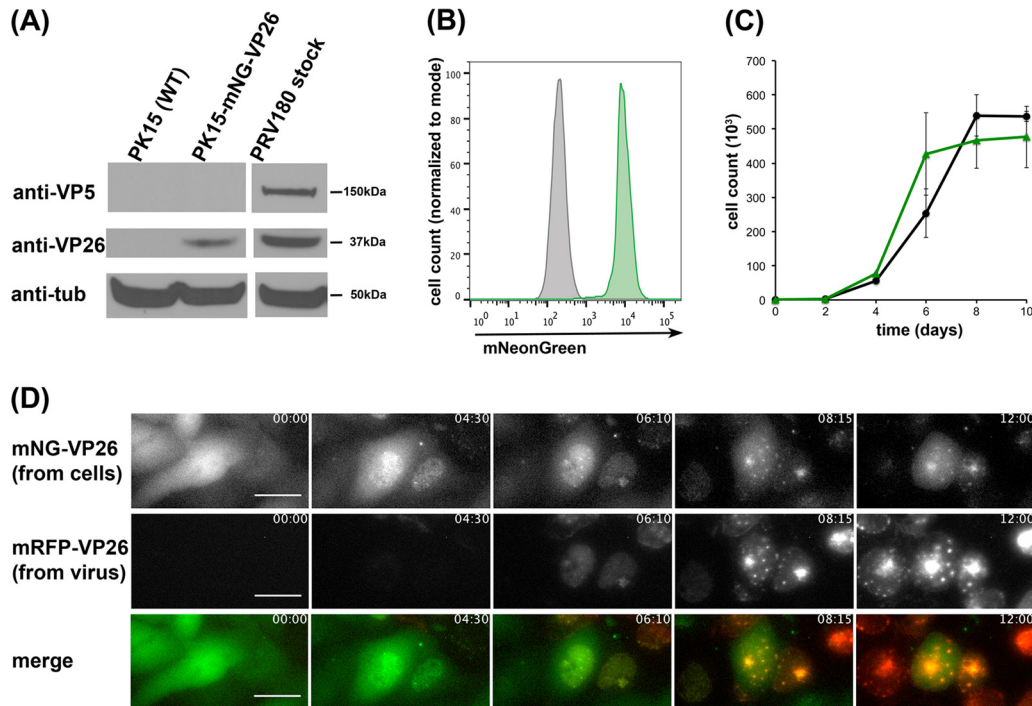 (A)
PK15 (WT)
PK15-mNG-VP26
PRV180 stock
anti-VP5
150kDa
anti-VP26
37kDa
anti-tub
50kDa
(B)
cell count (normalized to mode)
100
80
60
40
20
0
10^0 10^1 10^2 10^3 10^4 10^5
mNeonGreen
(C)
cell count (10³)
700
600
500
400
300
200
100
0
0 2 4 6 8 10
time (days)
(D)
mNG-VP26
(from cells)
00:00 04:30 06:10 08:15 12:00
mRFP-VP26
(from virus)
00:00 04:30 06:10 08:15 12:00
merge
00:00 04:30 06:10 08:15 12:00